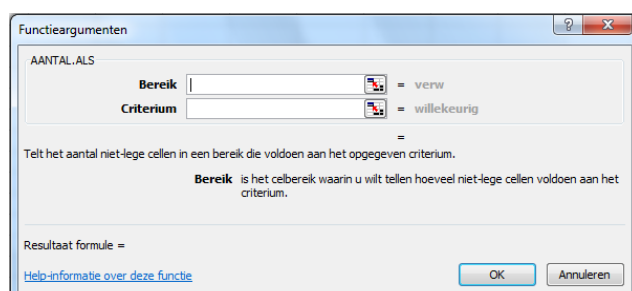 Functieargumenten
AANTAL.ALS
Bereik = verw
Criterium = willekeurig
=
Telt het aantal niet-lege cellen in een bereik die voldoen aan het opgegeven criterium.
Bereik is het celbereik waarin u wilt tellen hoeveel niet-lege cellen voldoen aan het
criterium.
Resultaat formule =
Help-informatie over deze functie OK Annuleren